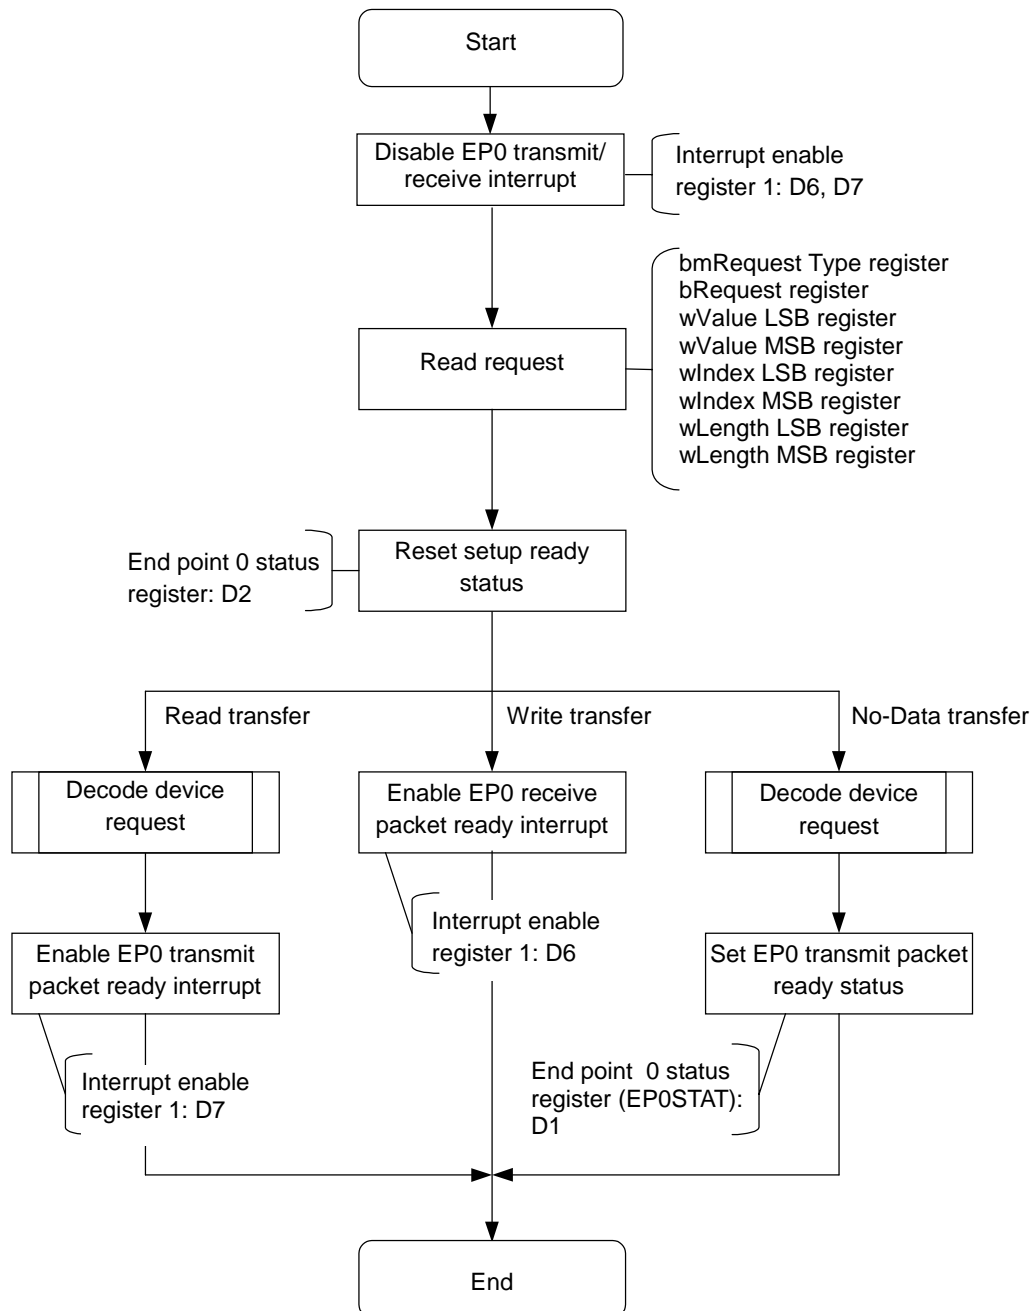 Start
Disable EP0 transmit/
receive interrupt
Interrupt enable
register 1: D6, D7
bmRequest Type register
bRequest register
wValue LSB register
wValue MSB register
wIndex LSB register
wIndex MSB register
wLength LSB register
wLength MSB register
Read request
End point 0 status
register: D2
Reset setup ready
status
Read transfer
Write transfer
No-Data transfer
Decode device
request
Enable EP0 receive
packet ready interrupt
Decode device
request
Interrupt enable
register 1: D6
Enable EP0 transmit
packet ready interrupt
Set EP0 transmit packet
ready status
Interrupt enable
register 1: D7
End point  0 status
register (EP0STAT):
D1
End